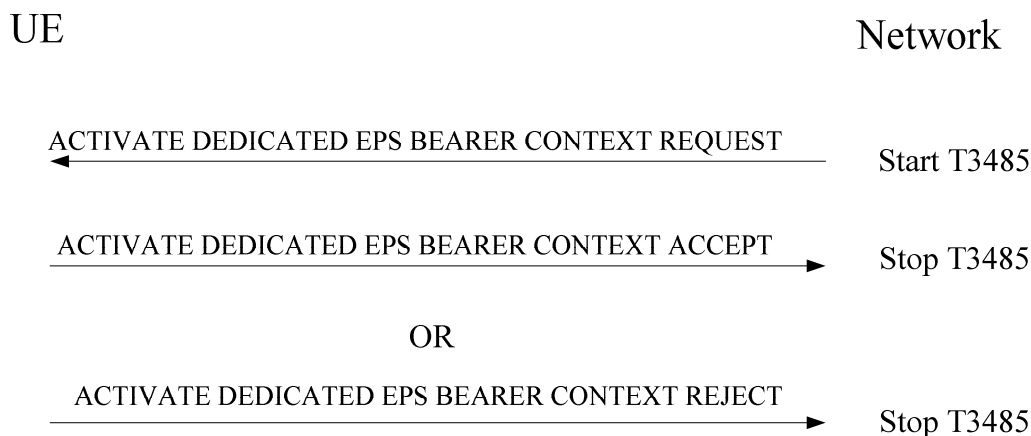 UE
Network
ACTIVATE DEDICATED EPS BEARER CONTEXT REQUEST
Start T3485
ACTIVATE DEDICATED EPS BEARER CONTEXT ACCEPT
Stop T3485
OR
ACTIVATE DEDICATED EPS BEARER CONTEXT REJECT
Stop T3485